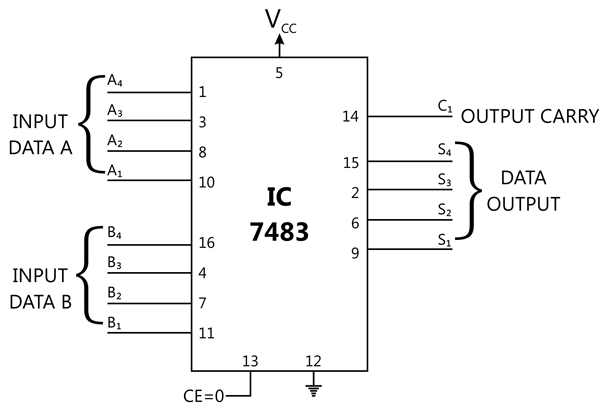 V_CC
5
INPUT
DATA A
A₄ 1
A₃ 3
A₂ 8
A₁ 10
INPUT
DATA B
B₄ 16
B₃ 4
B₂ 7
B₁ 11
IC
7483
14 C₁ OUTPUT CARRY
15 S₄
2 S₃
6 S₂
9 S₁
DATA
OUTPUT
13 12
CE=0